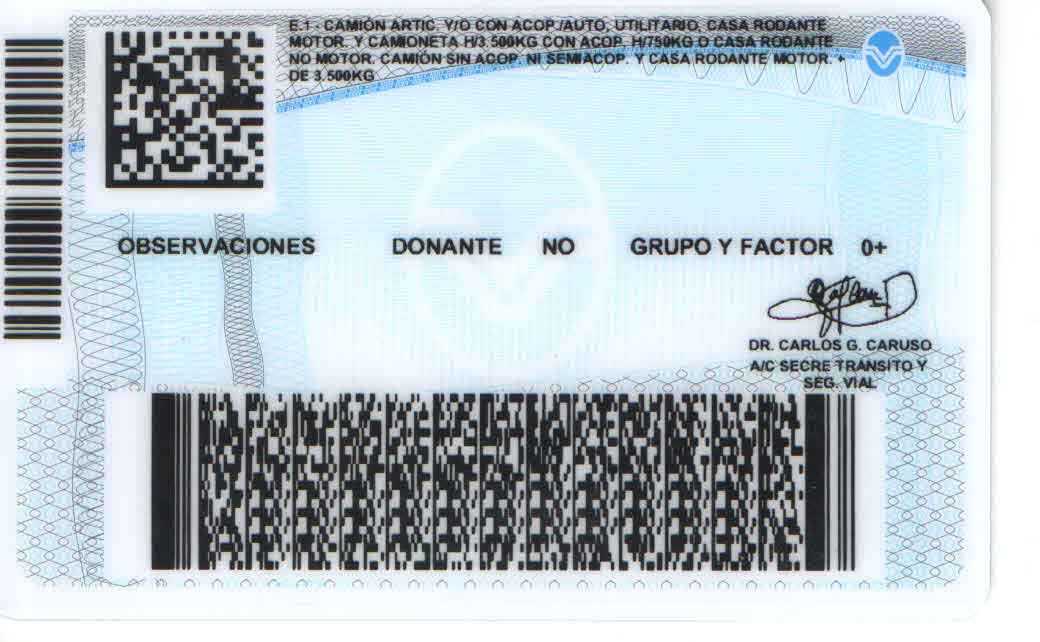 E.1 - CAMIÓN ARTIC. Y/O CON ACOP./AUTO, UTILITARIO, CASA RODANTE
MOTOR. Y CAMIONETA H/3.500KG CON ACOP. H/750KG O CASA RODANTE
NO MOTOR. CAMIÓN SIN ACOP. NI SEMIACOP. Y CASA RODANTE MOTOR. +
DE 3.500KG
OBSERVACIONES DONANTE NO GRUPO Y FACTOR 0+
DR. CARLOS G. CARUSO
A/C SECRE TRANSITO Y
SEG. VIAL